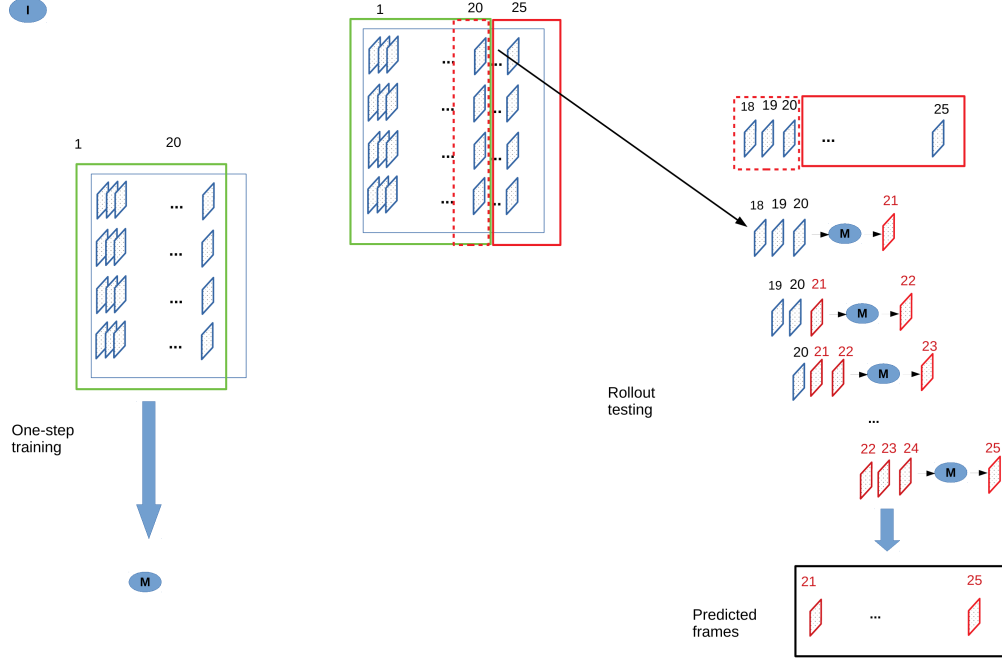 I
1 20 25
...
...
...
...
...
...
...
...
1 20
...
...
...
...
One-step
training
M
18 19 20 25
...
18 19 20 21
M
19 20 21 22
M
20 21 22 23
M
Rollout
testing
...
22 23 24 25
M
Predicted
frames
21 25
...